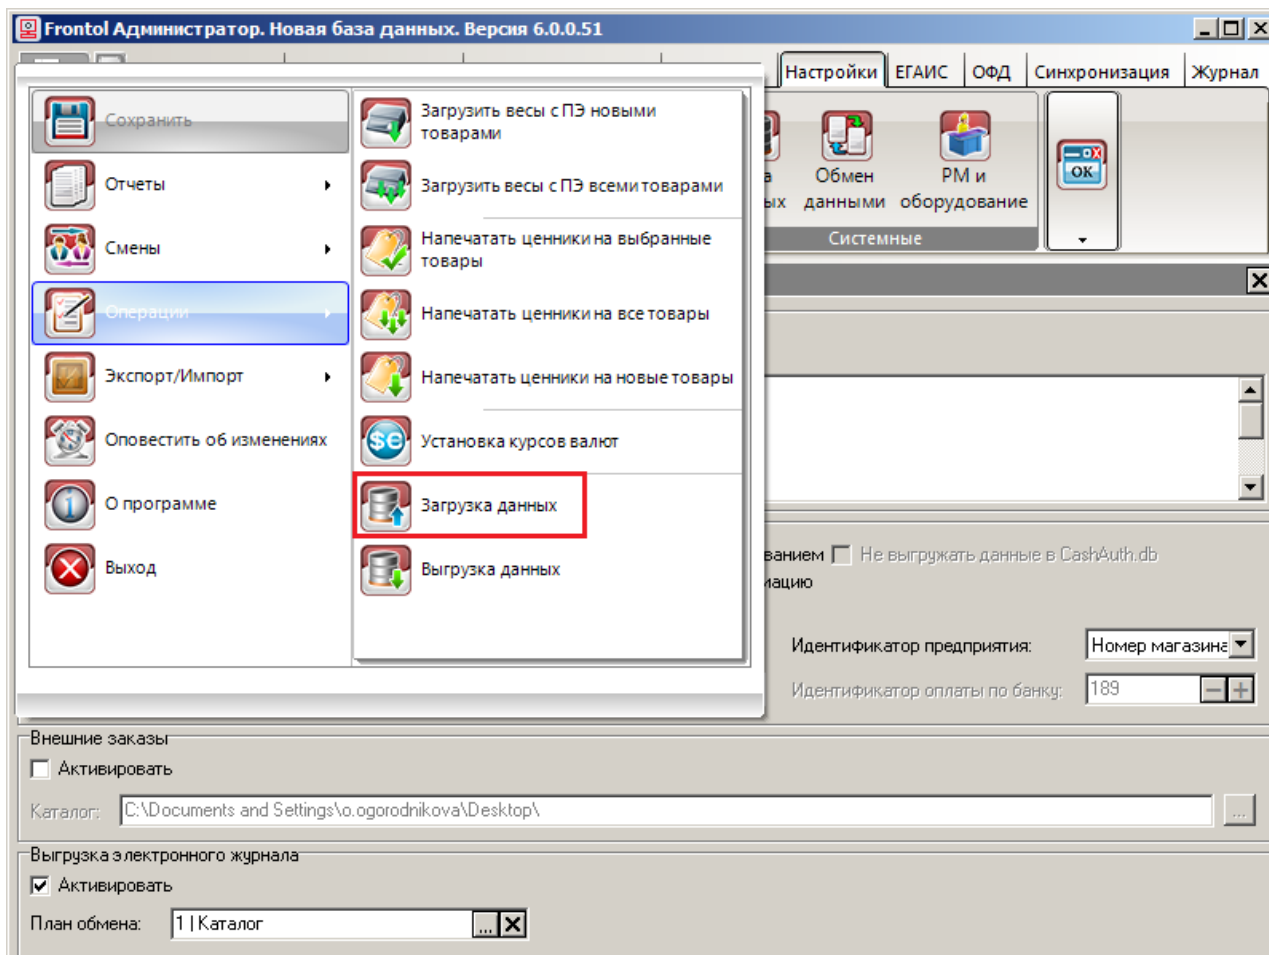 Frontol Администратор. Новая база данных. Версия 6.0.0.51
Настройки ЕГАИС ОФД Синхронизация Журнал
Сохранить
Отчеты
Смены
Операции
Экспорт/Импорт
Оповестить об изменениях
О программе
Выход
Загрузить весы с ПЭ новыми
товарами
Загрузить весы с ПЭ всеми товарами
Напечатать ценники на выбранные
товары
Напечатать ценники на все товары
Напечатать ценники на новые товары
Установка курсов валют
Загрузка данных
Выгрузка данных
Обмен
данными
РМ и
оборудование
OK
Системные
Не выгружать данные в CashAuth.db
Идентификатор предприятия: Номер магазина
Идентификатор оплаты по банку: 189
Внешние заказы
Активировать
Каталог: C:\Documents and Settings\o.ogorodnikova\Desktop\ ...
Выгрузка электронного журнала
Активировать
План обмена: 1 | Каталог ...